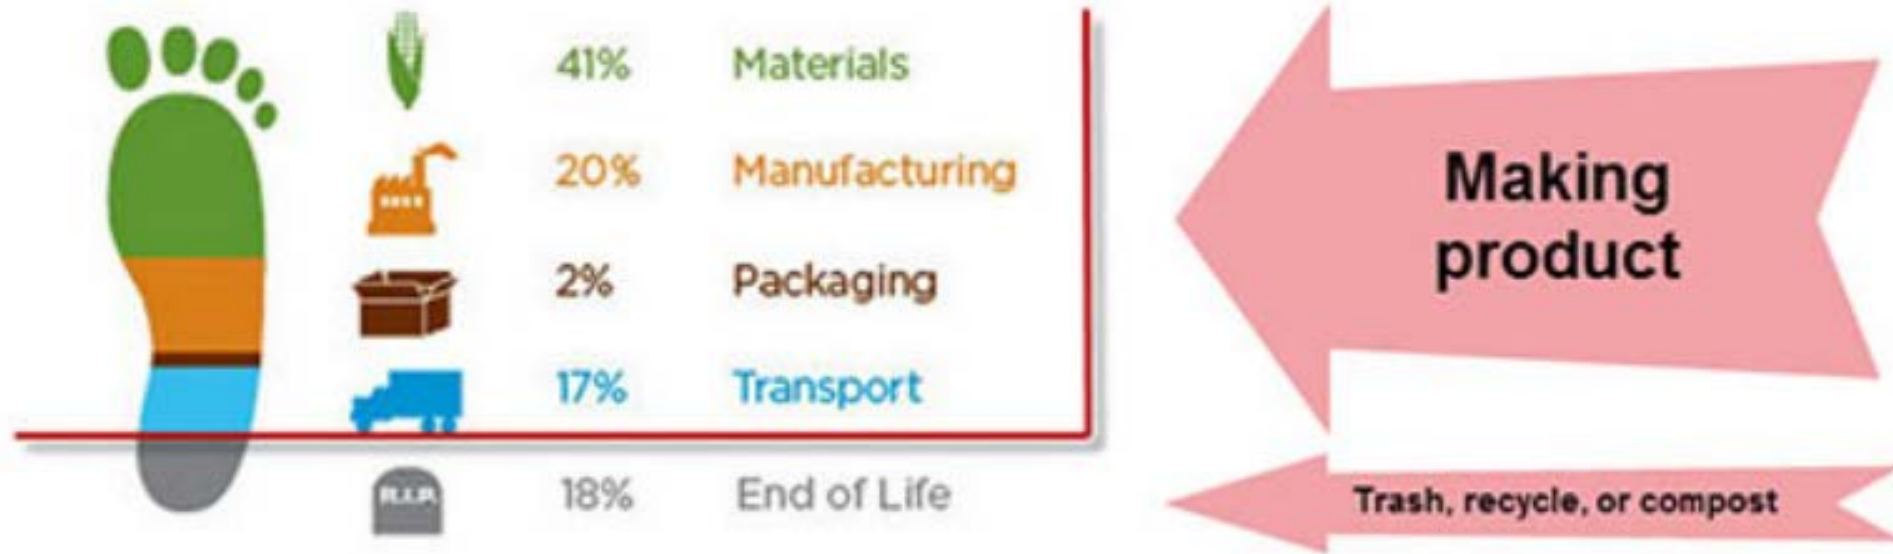 41% Materials
20% Manufacturing
2% Packaging
17% Transport
R.I.P.
18% End of Life
Making
product
Trash, recycle, or compost